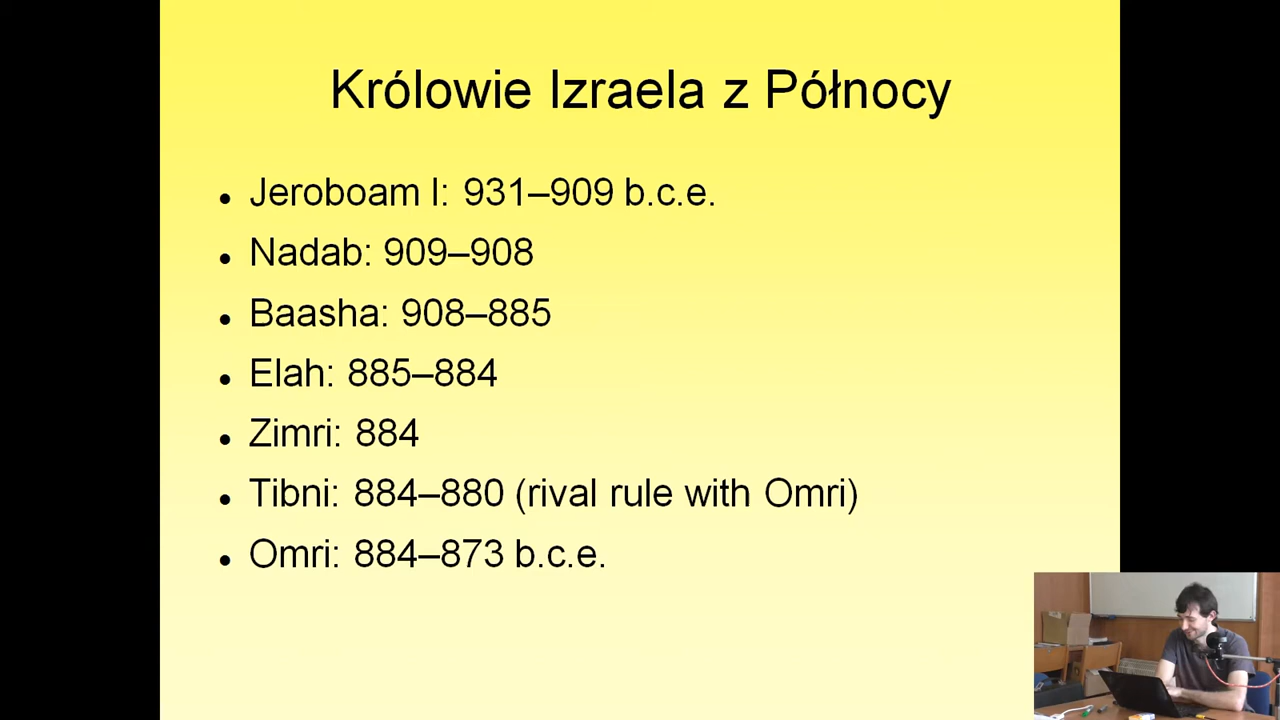 Królowie Izraela z Północy
• Jeroboam I: 931–909 b.c.e.
• Nadab: 909–908
• Baasha: 908–885
• Elah: 885–884
• Zimri: 884
• Tibni: 884–880 (rival rule with Omri)
• Omri: 884–873 b.c.e.